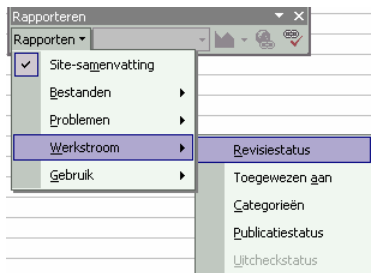 Rapporteren
Rapporten
Site-samenvatting
Bestanden
Problemen
Werkstroom
Gebruik
Revisiestatus
Toegewezen aan
Categorieën
Publicatiestatus
Uitcheckstatus